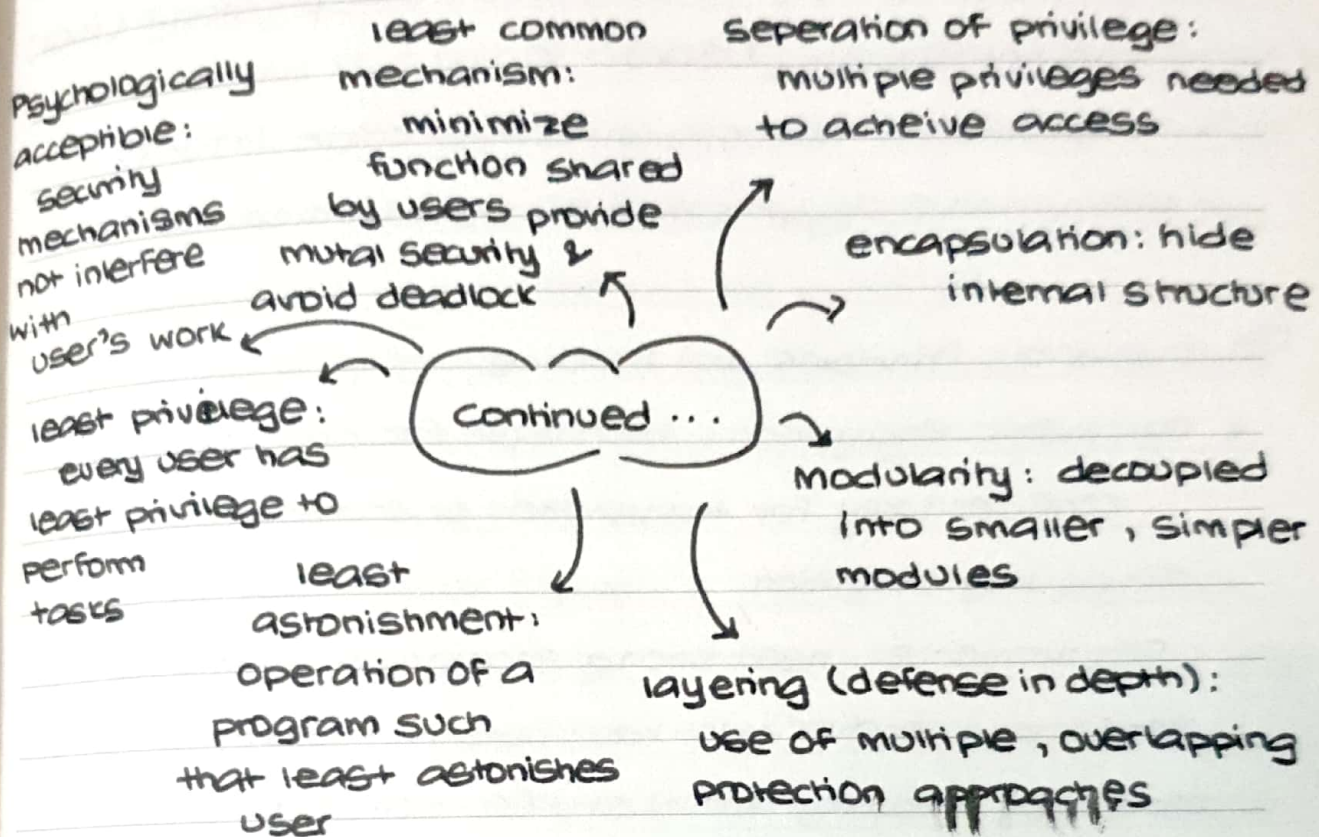 least common
mechanism:
minimize
function shared
by users provide
mutal security &
avoid deadlock
seperation of privilege:
multiple privileges needed
to acheive access
encapsulation: hide
internal structure
Psychologically
acceptible:
security
mechanisms
not interfere
with
user's work
continued ...
least privilege:
every user has
least privilege to
perform
tasks
modularity: decoupled
into smaller, simpler
modules
least
astonishment:
operation of a
program such
that least astonishes
user
layering (defense in depth):
use of multiple, overlapping
protection approaches